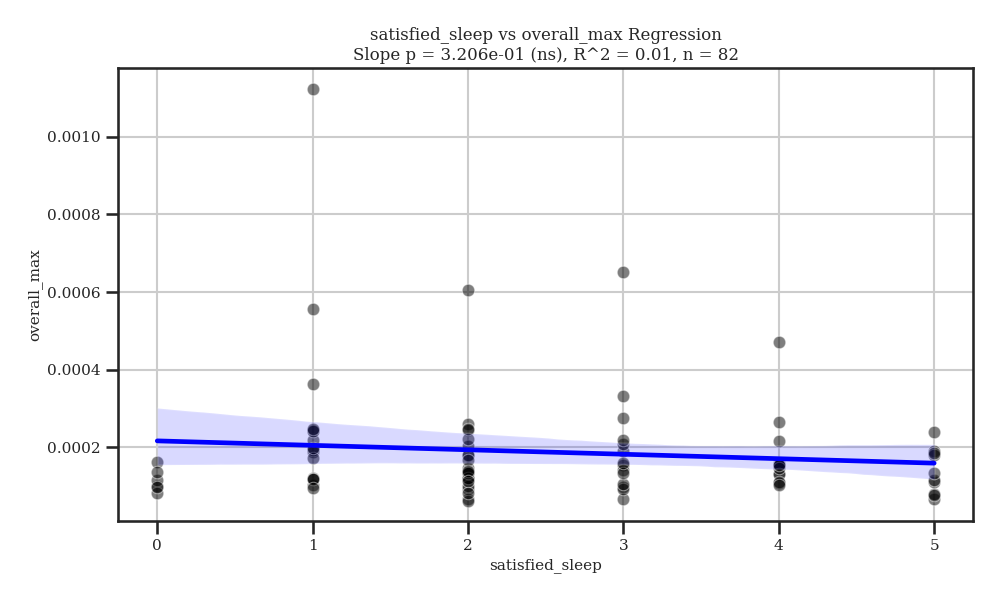 satisfied_sleep vs overall_max Regression
Slope p = 3.206e-01 (ns), R^2 = 0.01, n = 82
overall_max
0.0010
0.0008
0.0006
0.0004
0.0002
0 1 2 3 4 5
satisfied_sleep